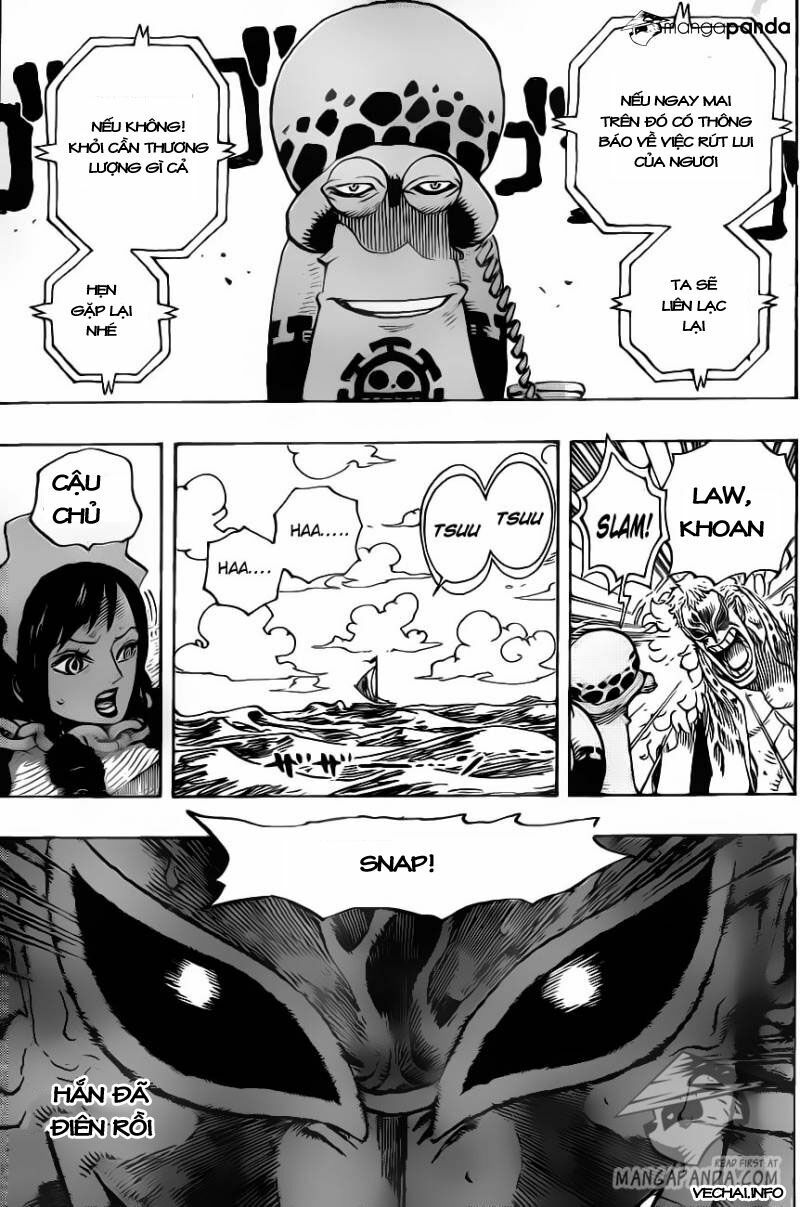 mangapanda
NẾU NGAY MAI
TRÊN ĐÓ CÓ THÔNG
BÁO VỀ VIỆC RÚT LUI
CỦA NGƯƠI
TA SẼ
LIÊN LẠC
LẠI
NẾU KHÔNG!
KHỎI CẦN THƯƠNG
LƯỢNG GÌ CẢ
HẸN
GẶP LẠI
NHÉ
LAW,
KHOAN
SLAM!
TSUU
TSUU
HAA.....
HAA....
CẬU
CHỦ
SNAP!
HẮN ĐÃ
ĐIÊN RỒI
READ FIRST AT
MANGAPANDA.COM
VECHAI.INFO